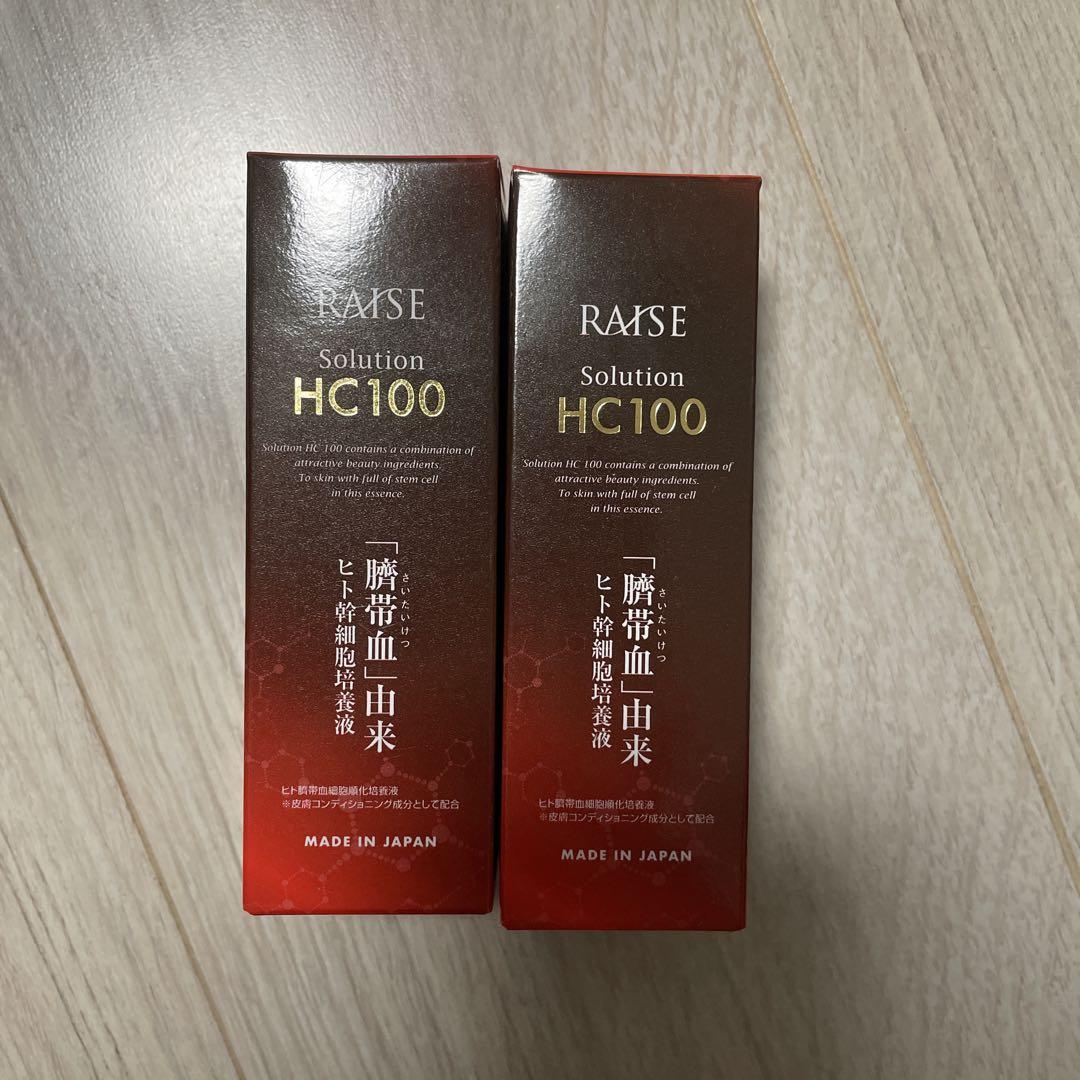 RAISE
Solution
HC100
Solution HC 100 contains a combination of
attractive beauty ingredients.
To skin with full of stem cell
in this essence.
「臍帯血」由来
さいたいけつ
ヒト幹細胞培養液
ヒト臍帯血細胞順化培養液
※皮膚コンディショニング成分として配合
MADE IN JAPAN
RAISE
Solution
HC100
Solution HC 100 contains a combination of
attractive beauty ingredients.
To skin with full of stem cell
in this essence.
「臍帯血」由来
さいたいけつ
ヒト幹細胞培養液
ヒト臍帯血細胞順化培養液
※皮膚コンディショニング成分として配合
MADE IN JAPAN